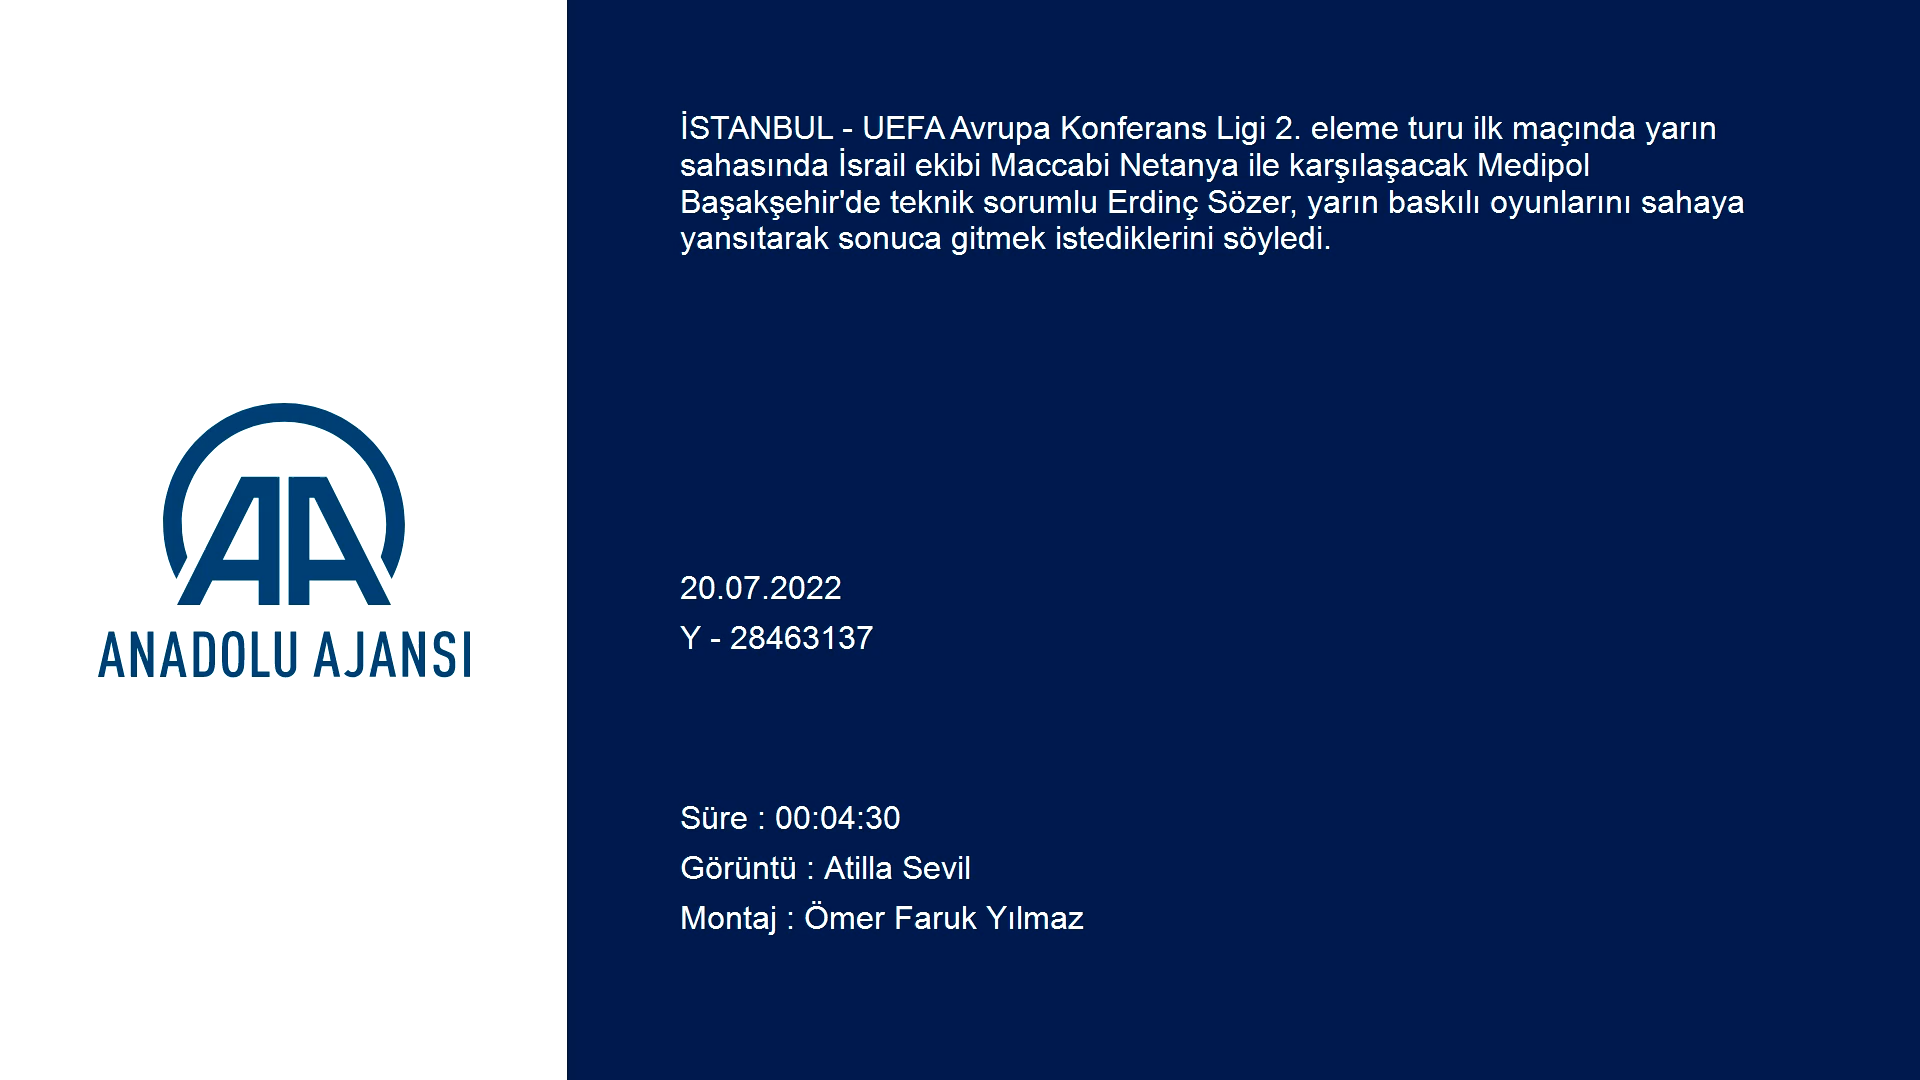 İSTANBUL - UEFA Avrupa Konferans Ligi 2. eleme turu ilk maçında yarın
sahasında İsrail ekibi Maccabi Netanya ile karşılaşacak Medipol
Başakşehir'de teknik sorumlu Erdinç Sözer, yarın baskılı oyunlarını sahaya
yansıtarak sonuca gitmek istediklerini söyledi.
AA
ANADOLU AJANSI
20.07.2022
Y - 28463137
Süre : 00:04:30
Görüntü : Atilla Sevil
Montaj : Ömer Faruk Yılmaz